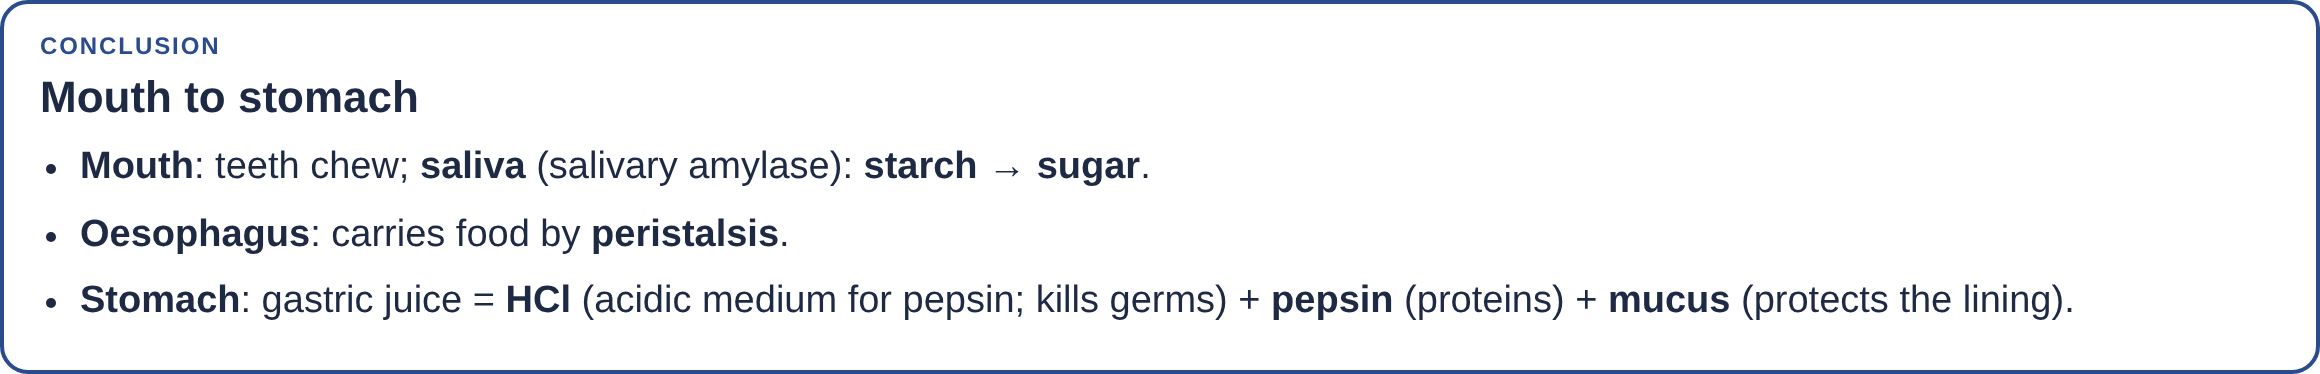 CONCLUSION
Mouth to stomach
• Mouth: teeth chew; saliva (salivary amylase): starch → sugar.
• Oesophagus: carries food by peristalsis.
• Stomach: gastric juice = HCl (acidic medium for pepsin; kills germs) + pepsin (proteins) + mucus (protects the lining).